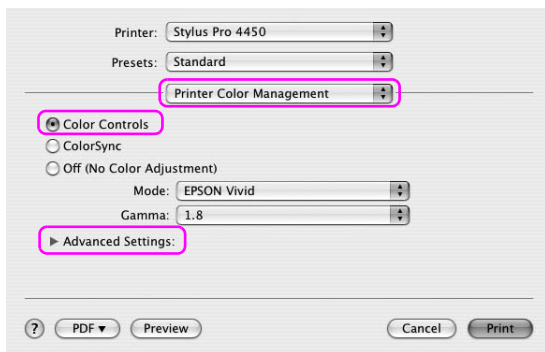 Printer: Stylus Pro 4450
Presets: Standard
Printer Color Management
Color Controls
ColorSync
Off (No Color Adjustment)
Mode: EPSON Vivid
Gamma: 1.8
Advanced Settings:
? PDF Preview Cancel Print